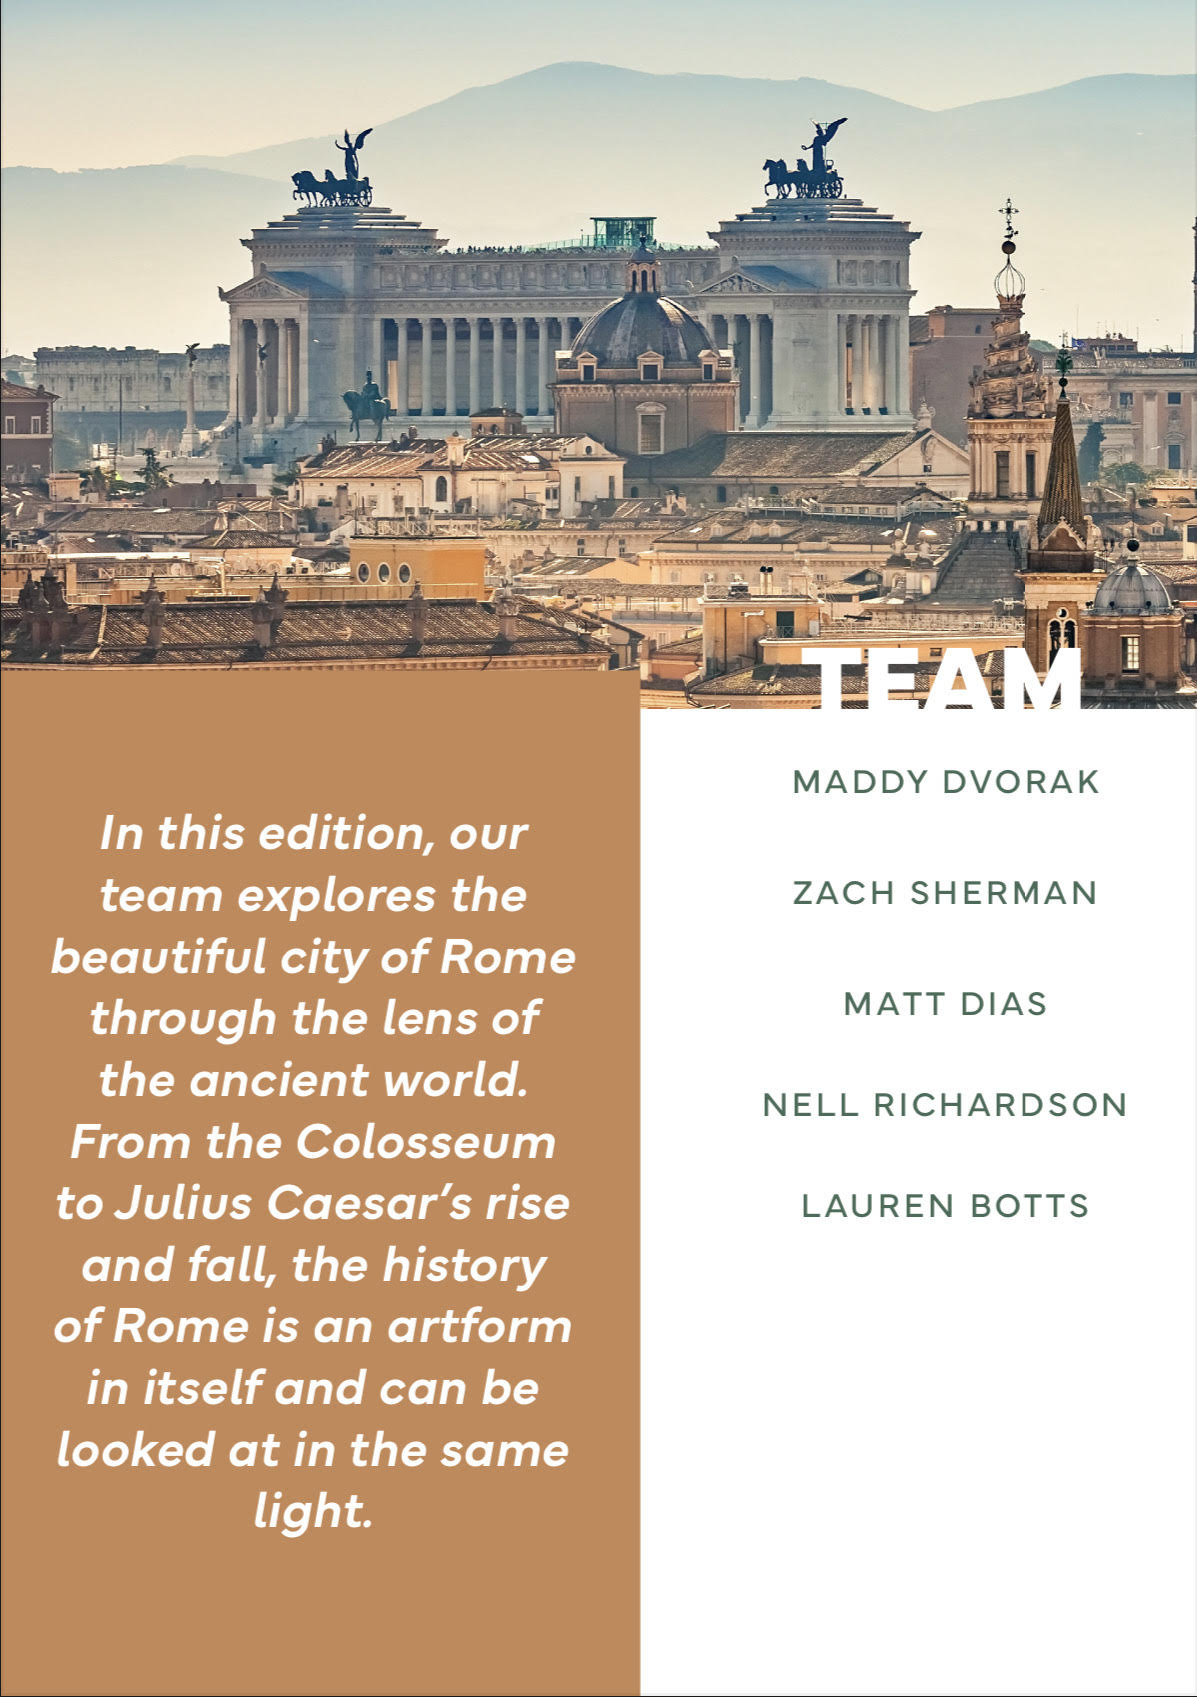 TEAM
In this edition, our
team explores the
beautiful city of Rome
through the lens of
the ancient world.
From the Colosseum
to Julius Caesar’s rise
and fall, the history
of Rome is an artform
in itself and can be
looked at in the same
light.
MADDY DVORAK
ZACH SHERMAN
MATT DIAS
NELL RICHARDSON
LAUREN BOTTS